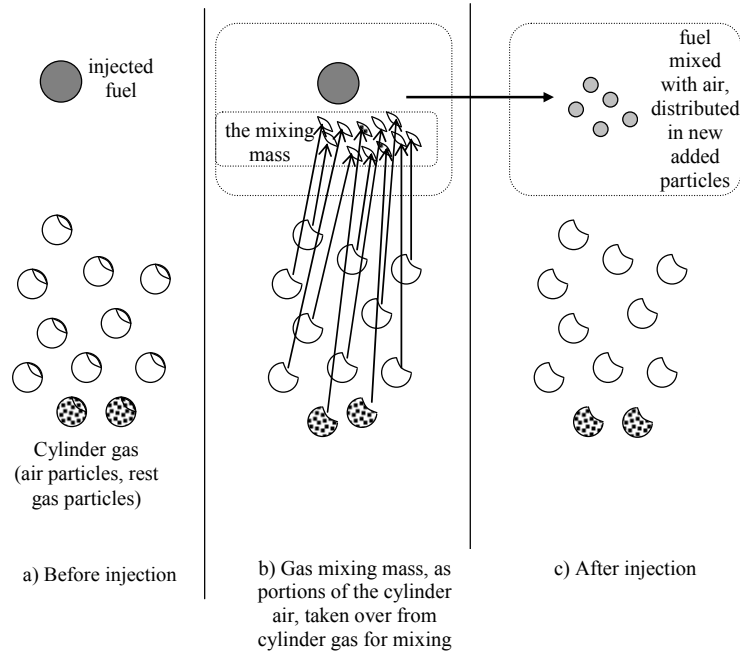 injected
fuel
the mixing
mass
fuel
mixed
with air,
distributed
in new
added
particles
Cylinder gas
(air particles, rest
gas particles)
a) Before injection
b) Gas mixing mass, as
portions of the cylinder
air, taken over from
cylinder gas for mixing
c) After injection